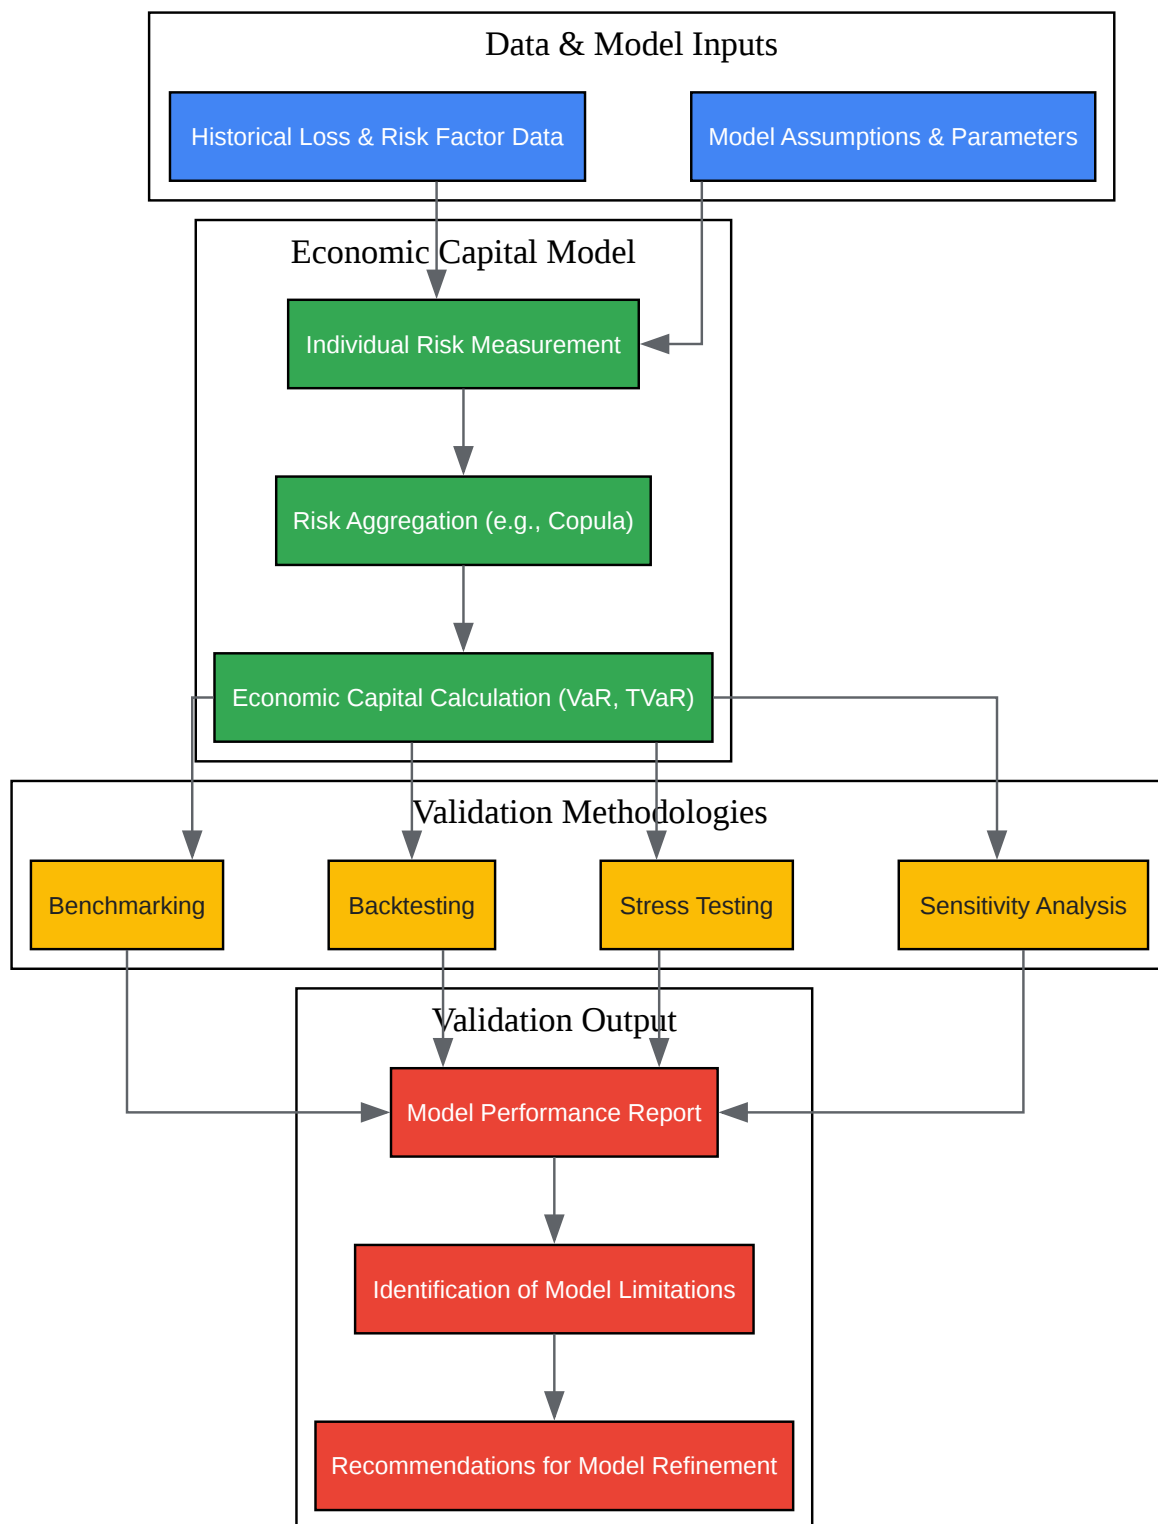 Data & Model Inputs
Historical Loss & Risk Factor Data
Model Assumptions & Parameters
Economic Capital Model
Individual Risk Measurement
Risk Aggregation (e.g., Copula)
Economic Capital Calculation (VaR, TVaR)
Validation Methodologies
Benchmarking
Backtesting
Stress Testing
Sensitivity Analysis
Validation Output
Model Performance Report
Identification of Model Limitations
Recommendations for Model Refinement